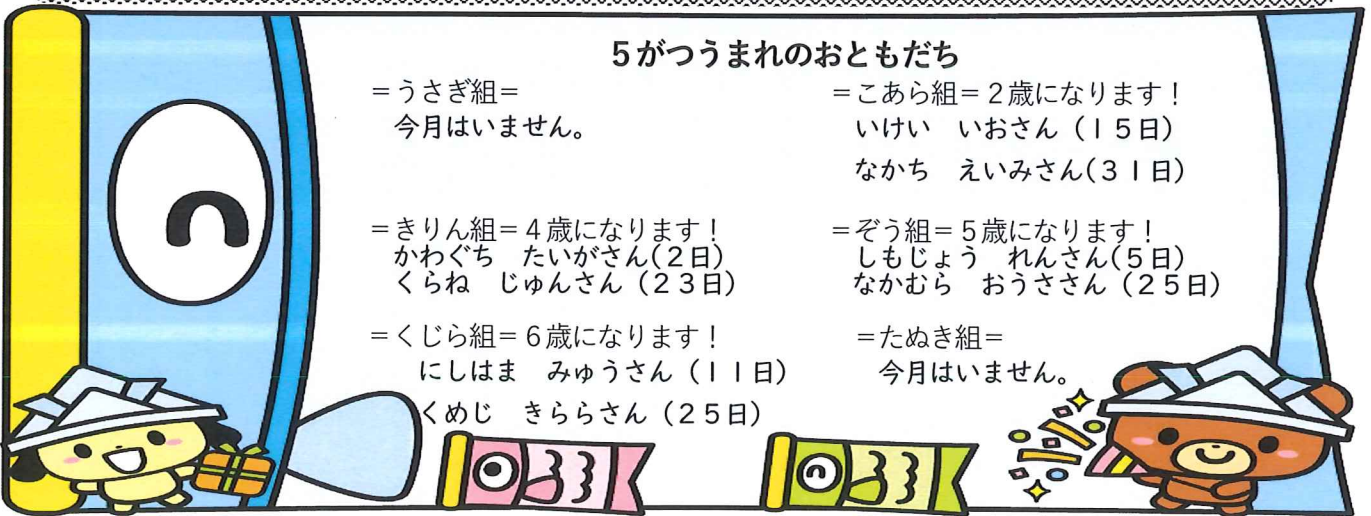 5がつうまれのおともだち
＝うさぎ組＝
今月はいません。
＝こあら組＝2歳になります！
いけい　いおさん（15日）
なかち　えいみさん(31日)
＝きりん組＝4歳になります！
かわぐち　たいがさん(2日)
くらね　じゅんさん（23日）
＝ぞう組＝5歳になります！
しもじょう　れんさん(5日)
なかむら　おうささん（25日）
＝くじら組＝6歳になります！
にしはま　みゅうさん（11日）
くめじ　きららさん（25日）
＝たぬき組＝
今月はいません。